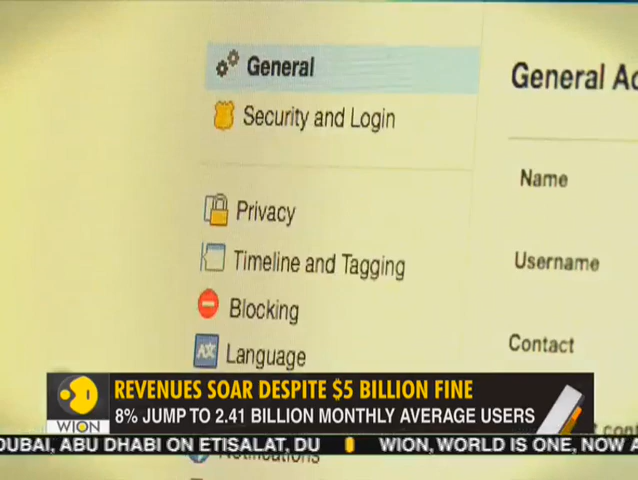 General
General Ac
Security and Login
Name
Privacy
Username
Timeline and Tagging
Blocking
Contact
Language
REVENUES SOAR DESPITE $5 BILLION FINE
8% JUMP TO 2.41 BILLION MONTHLY AVERAGE USERS
WION
DUBAI, ABU DHABI ON ETISALAT, DU
WION, WORLD IS ONE, NOW A
Notifications